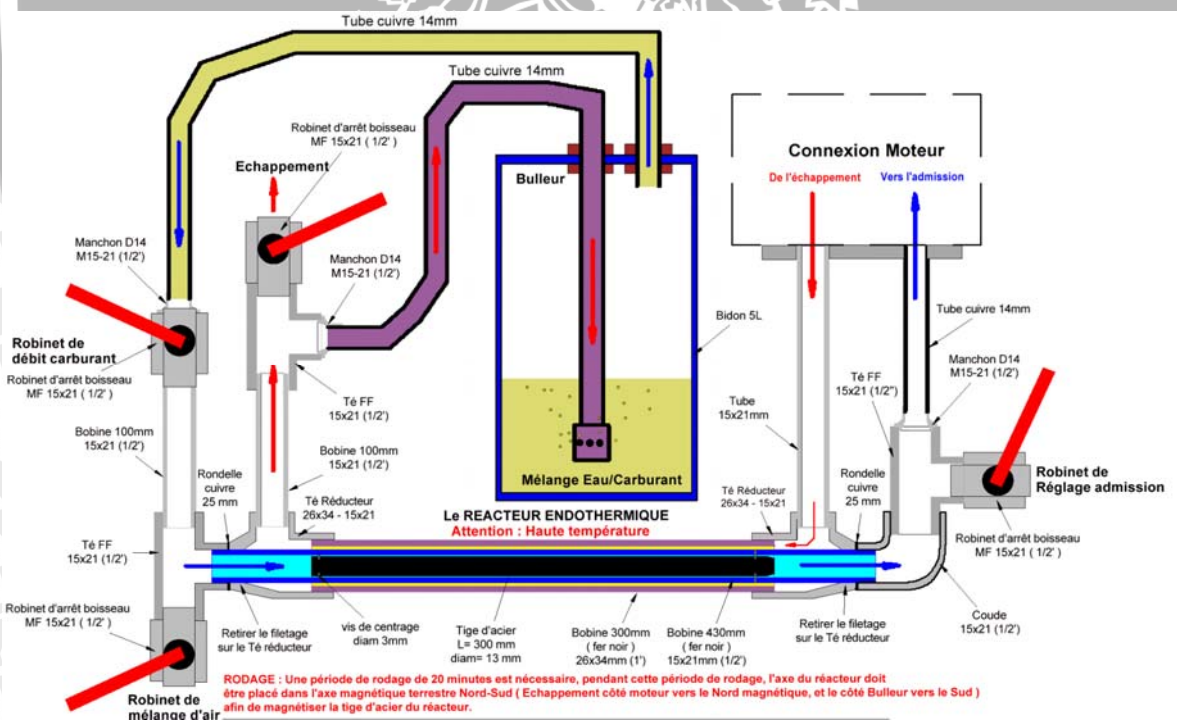 Tube cuivre 14mm
Tube cuivre 14mm
Robinet d'arrêt boisseau
MF 15x21 ( 1/2' )
Echappement
Bulleur
Connexion Moteur
De l'échappement
Vers l'admission
Manchon D14
M15-21 (1/2')
Manchon D14
M15-21 (1/2')
Robinet de
débit carburant
Robinet d'arrêt boisseau
MF 15x21 ( 1/2' )
Bidon 5L
Tube cuivre 14mm
Manchon D14
M15-21 (1/2')
Té FF
15x21 (1/2')
Té FF
15x21 (1/2")
Tube
15x21mm
Bobine 100mm
15x21 (1/2')
Bobine 100mm
15x21 (1/2')
Rondelle
cuivre
25 mm
Té Réducteur
26x34 - 15x21
Mélange Eau/Carburant
Té Réducteur
26x34 - 15x21
Rondelle
cuivre
25 mm
Robinet de
Réglage admission
Le REACTEUR ENDOTHERMIQUE
Attention : Haute température
Té FF
15x21 (1/2')
Robinet d'arrêt boisseau
MF 15x21 ( 1/2' )
Robinet d'arrêt boisseau
MF 15x21 ( 1/2' )
Retirer le filetage
sur le Té réducteur
vis de centrage
diam 3mm
Tige d'acier
L= 300 mm
diam= 13 mm
Bobine 300mm
( fer noir )
26x34mm (1')
Bobine 430mm
(fer noir)
15x21mm (1/2')
Retirer le filetage
sur le Té réducteur
Coude
15x21 (1/2')
Robinet de
mélange d'air
RODAGE : Une période de rodage de 20 minutes est nécessaire, pendant cette période de rodage, l'axe du réacteur doit
être placé dans l'axe magnétique terrestre Nord-Sud ( Echappement côté moteur vers le Nord magnétique, et le côté Bulleur vers le Sud )
afin de magnétiser la tige d'acier du réacteur.